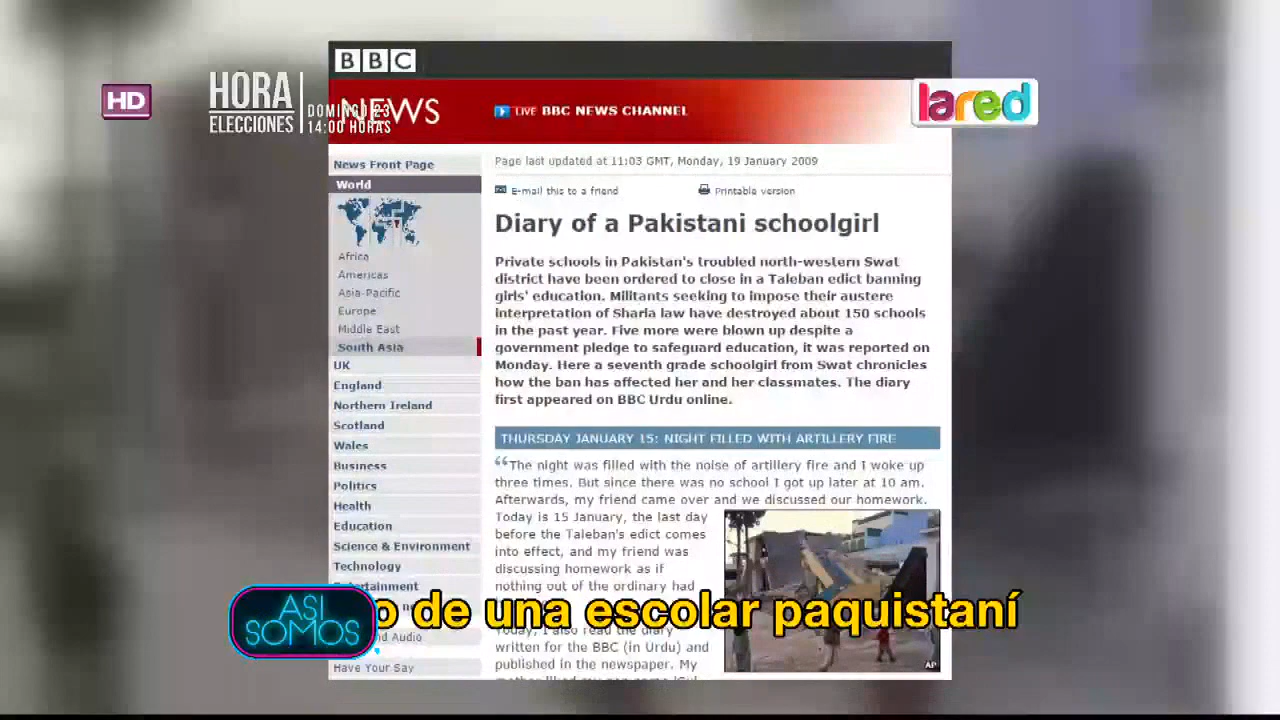 BBC
HD
HORA
ELECCIONES
DOMINGO 23
14:00 HORAS
NEWS
LIVE BBC NEWS CHANNEL
lared
News Front Page
World
Africa
Americas
Asia-Pacific
Europe
Middle East
South Asia
UK
England
Northern Ireland
Scotland
Wales
Business
Politics
Health
Education
Science & Environment
Technology
Entertainment
nd Audio
Have Your Say
Page last updated at 11:03 GMT, Monday, 19 January 2009
E-mail this to a friend
Printable version
Diary of a Pakistani schoolgirl
Private schools in Pakistan's troubled north-western Swat
district have been ordered to close in a Taleban edict banning
girls' education. Militants seeking to impose their austere
interpretation of Sharia law have destroyed about 150 schools
in the past year. Five more were blown up despite a
government pledge to safeguard education, it was reported on
Monday. Here a seventh grade schoolgirl from Swat chronicles
how the ban has affected her and her classmates. The diary
first appeared on BBC Urdu online.
THURSDAY JANUARY 15: NIGHT FILLED WITH ARTILLERY FIRE
“The night was filled with the noise of artillery fire and I woke up
three times. But since there was no school I got up later at 10 am.
Afterwards, my friend came over and we discussed our homework.
Today is 15 January, the last day
before the Taleban's edict comes
into effect, and my friend was
discussing homework as if
nothing out of the ordinary had
Today, I also read the diary
written for the BBC (in Urdu) and
published in the newspaper. My
AP
ASI
SOMOS
o de una escolar paquistaní